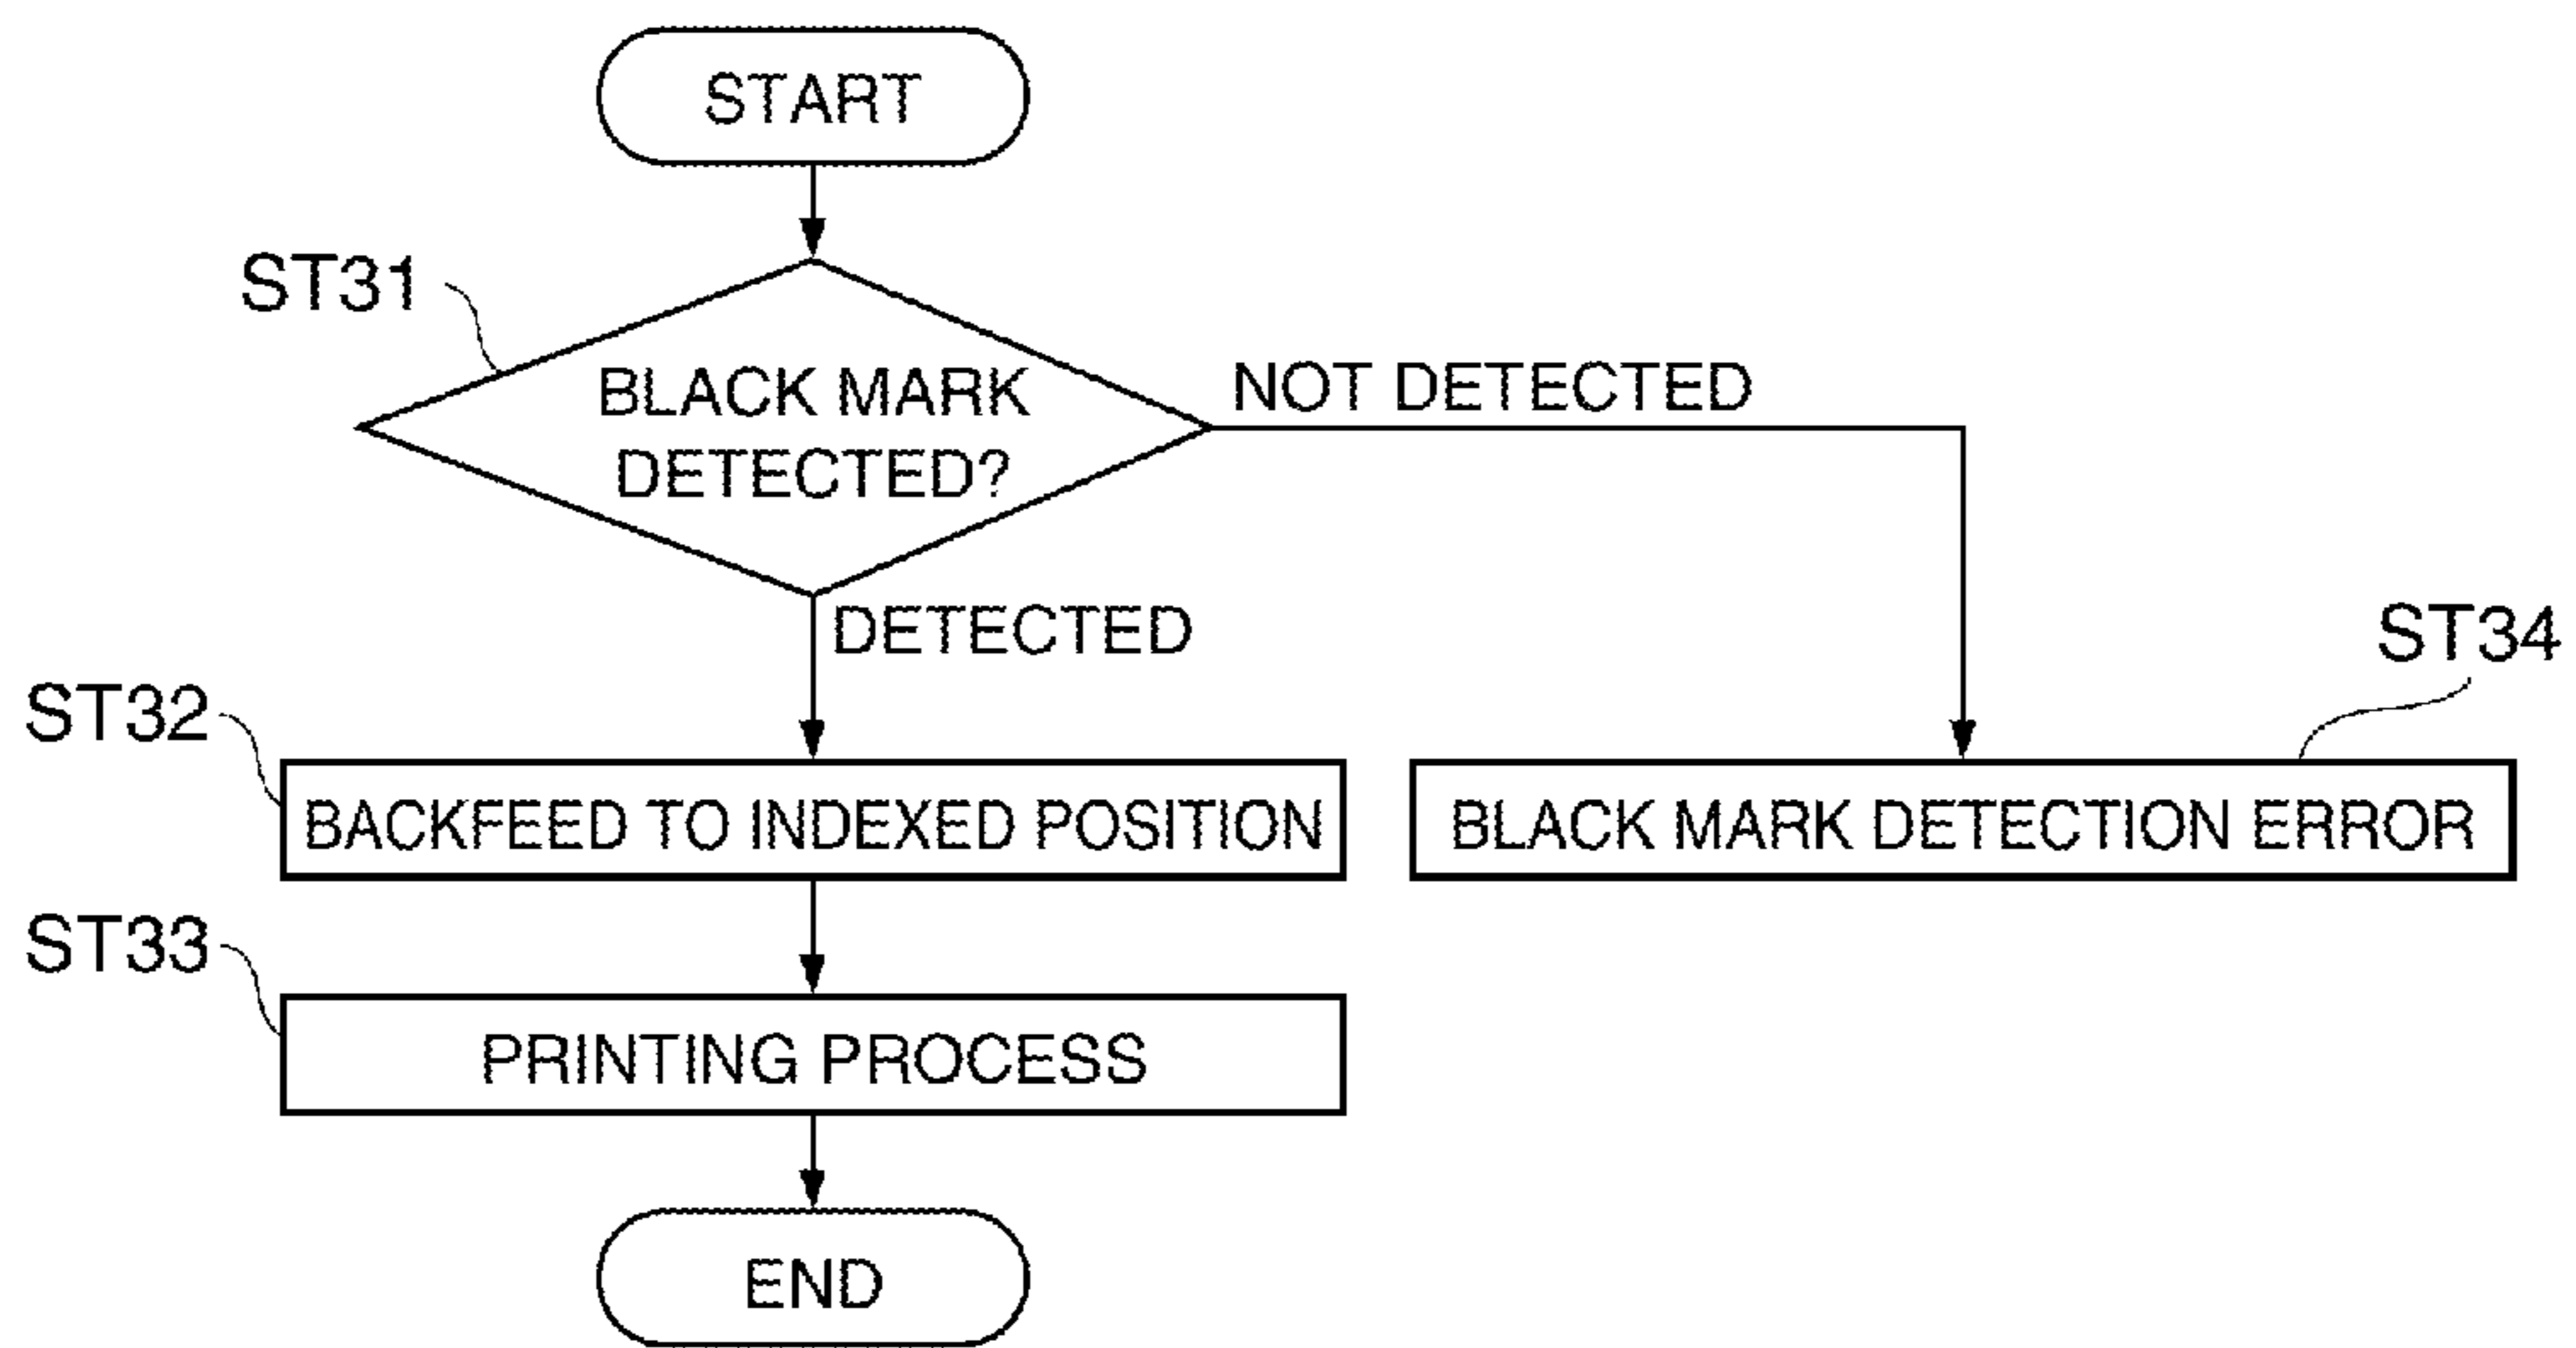 START
ST31
BLACK MARK
DETECTED?
NOT DETECTED
DETECTED
ST32
BACKFEED TO INDEXED POSITION
ST34
BLACK MARK DETECTION ERROR
ST33
PRINTING PROCESS
END